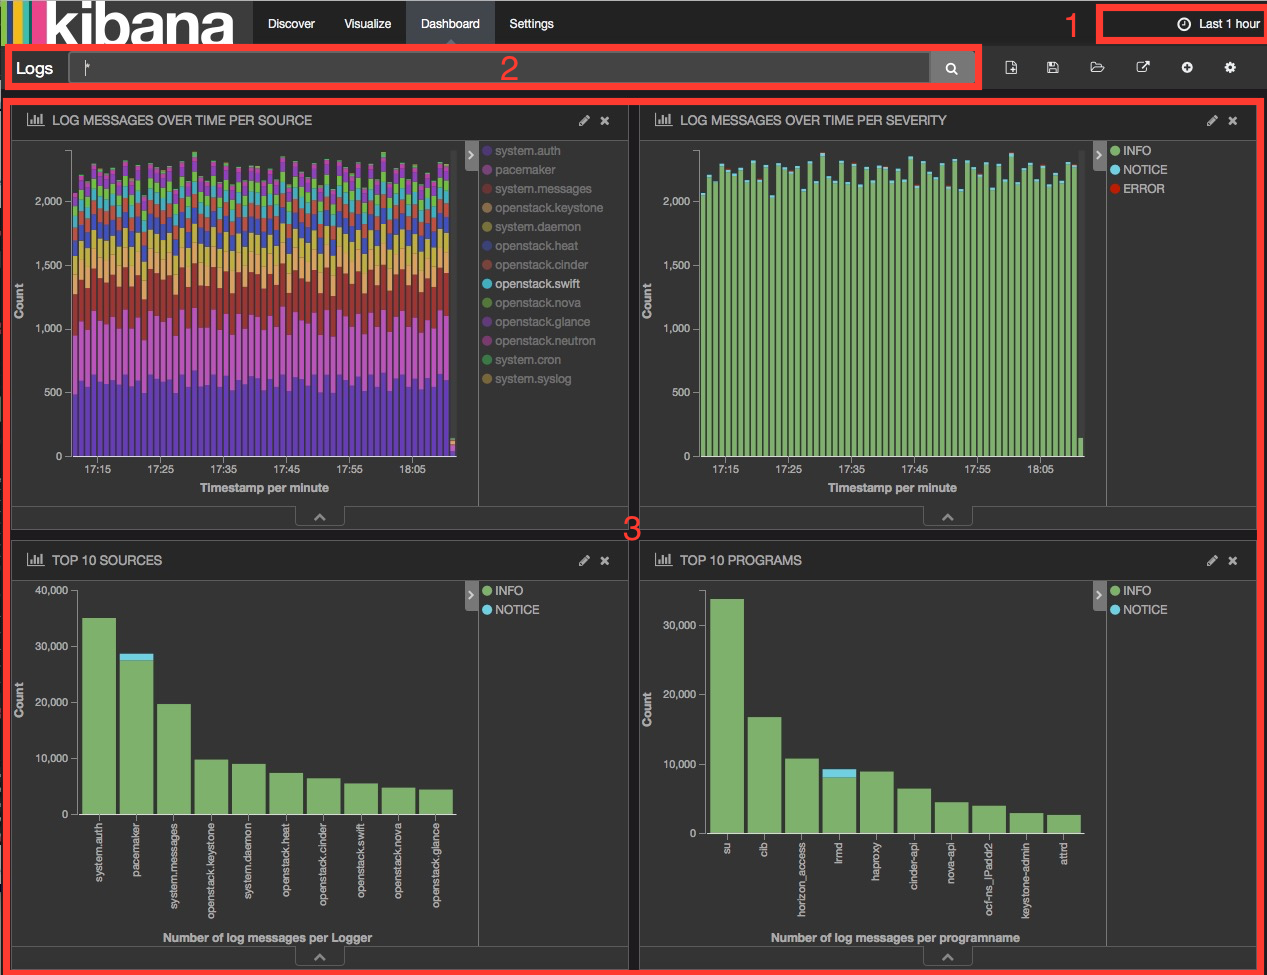 kibana Discover Visualize Dashboard Settings 1 Last 1 hour
Logs * 2
LOG MESSAGES OVER TIME PER SOURCE
2,000
1,500
1,000
500
0
Count
17:15 17:25 17:35 17:45 17:55 18:05
Timestamp per minute
system.auth
pacemaker
system.messages
openstack.keystone
system.daemon
openstack.heat
openstack.cinder
openstack.swift
openstack.nova
openstack.glance
openstack.neutron
system.cron
system.syslog
LOG MESSAGES OVER TIME PER SEVERITY
2,000
1,500
1,000
500
0
Count
17:15 17:25 17:35 17:45 17:55 18:05
Timestamp per minute
INFO
NOTICE
ERROR
3
TOP 10 SOURCES
40,000
30,000
20,000
10,000
0
Count
system.auth
pacemaker
system.messages
openstack.keystone
system.daemon
openstack.heat
openstack.cinder
openstack.swift
openstack.nova
openstack.glance
Number of log messages per Logger
INFO
NOTICE
TOP 10 PROGRAMS
30,000
20,000
10,000
0
Count
su
cib
horizon_access
lrmd
haproxy
cinder-api
nova-api
ocf-ns_IPaddr2
keystone-admin
attrd
Number of log messages per programname
INFO
NOTICE